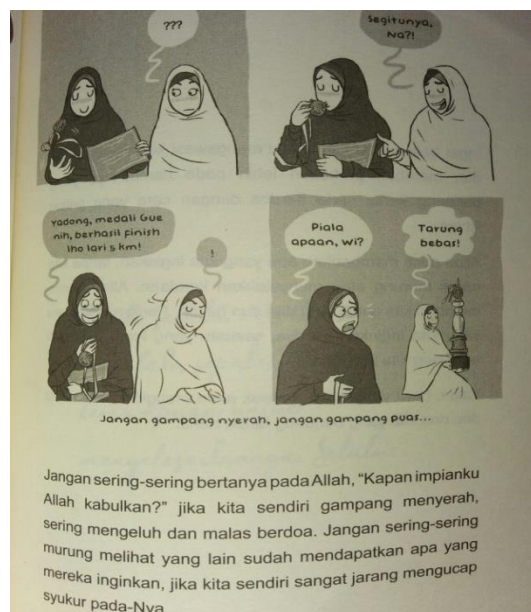 ???
Segitunya,
Na?!
Yadong, medali Gue
nih, berhasil finish
lho lari 5 km!
!
Piala
apaan, Wi?
Tarung
bebas!
Jangan gampang nyerah, jangan gampang puas...
Jangan sering-sering bertanya pada Allah, “Kapan impianku
Allah kabulkan?” jika kita sendiri gampang menyerah,
sering mengeluh dan malas berdoa. Jangan sering-sering
murung melihat yang lain sudah mendapatkan apa yang
mereka inginkan, jika kita sendiri sangat jarang mengucap
syukur pada-Nya